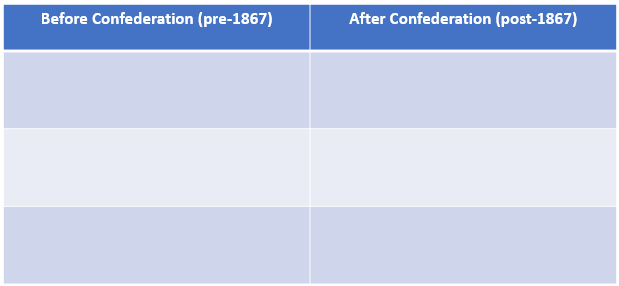 Before Confederation (pre-1867)
After Confederation (post-1867)